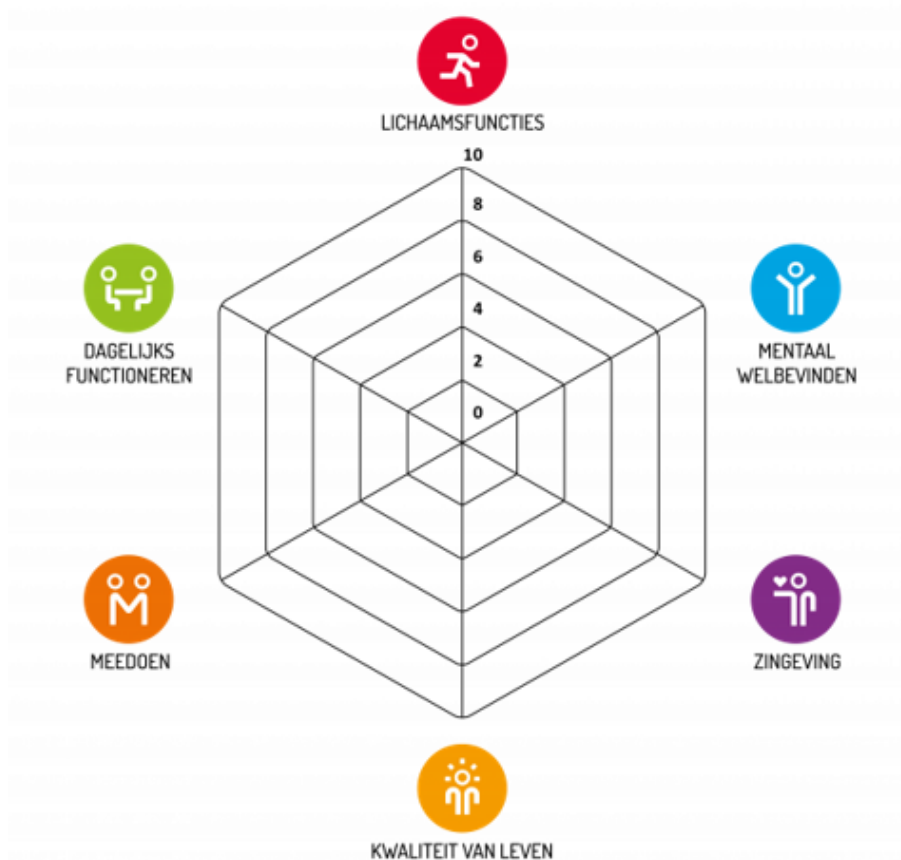 LICHAAMSFUNCTIES
10
8
6
4
2
0
DAGELIJKS
FUNCTIONEREN
MENTAAL
WELBEVINDEN
MEEDOEN
ZINGEVING
KWALITEIT VAN LEVEN